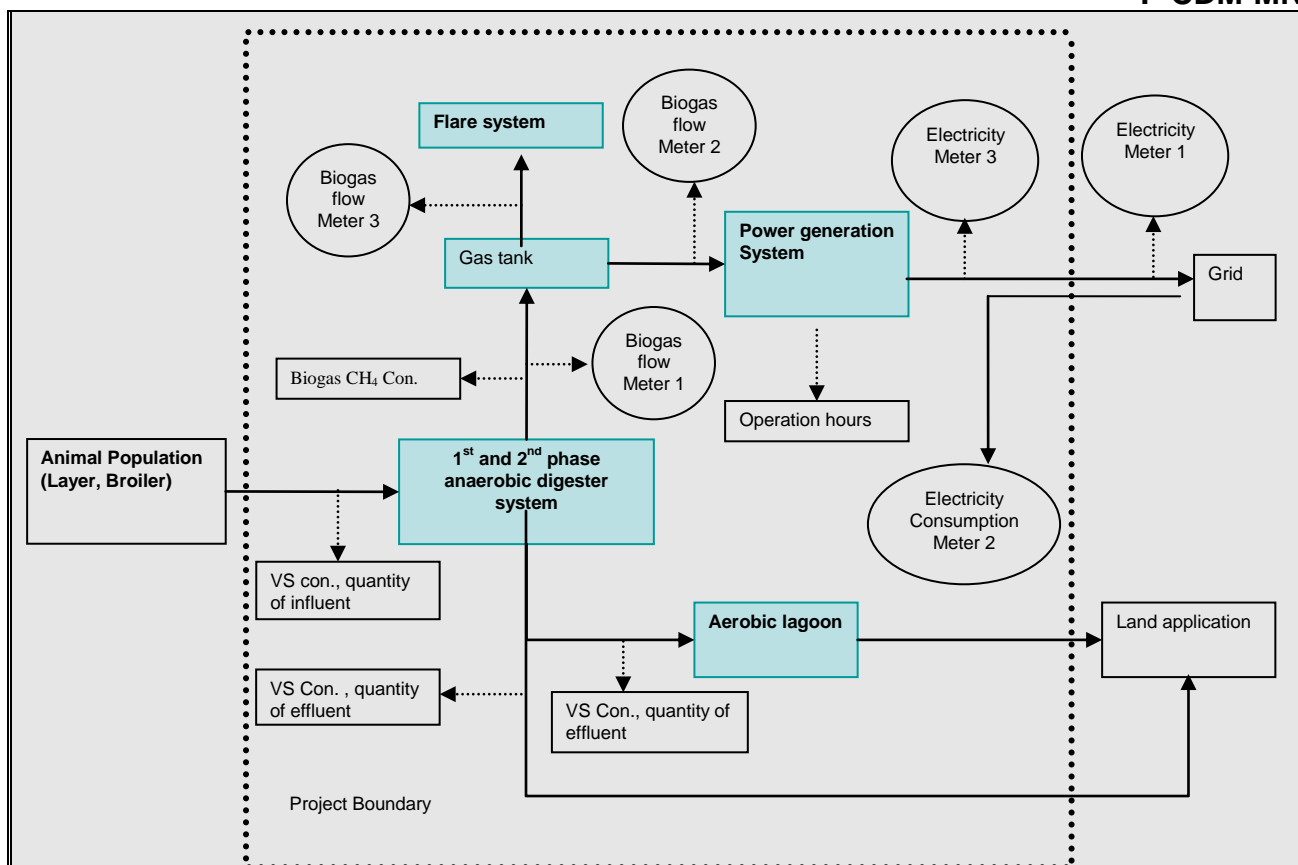 Flare system
Biogas
flow
Meter 2
Electricity
Meter 3
Electricity
Meter 1
Biogas
flow
Meter 3
Power generation
System
Gas tank
Grid
Biogas
flow
Meter 1
Biogas CH₄ Con.
Operation hours
Animal Population
(Layer, Broiler)
1st and 2nd phase
anaerobic digester
system
Electricity
Consumption
Meter 2
VS con., quantity
of influent
Aerobic lagoon
Land application
VS Con. , quantity
of effluent
VS Con., quantity of
effluent
Project Boundary